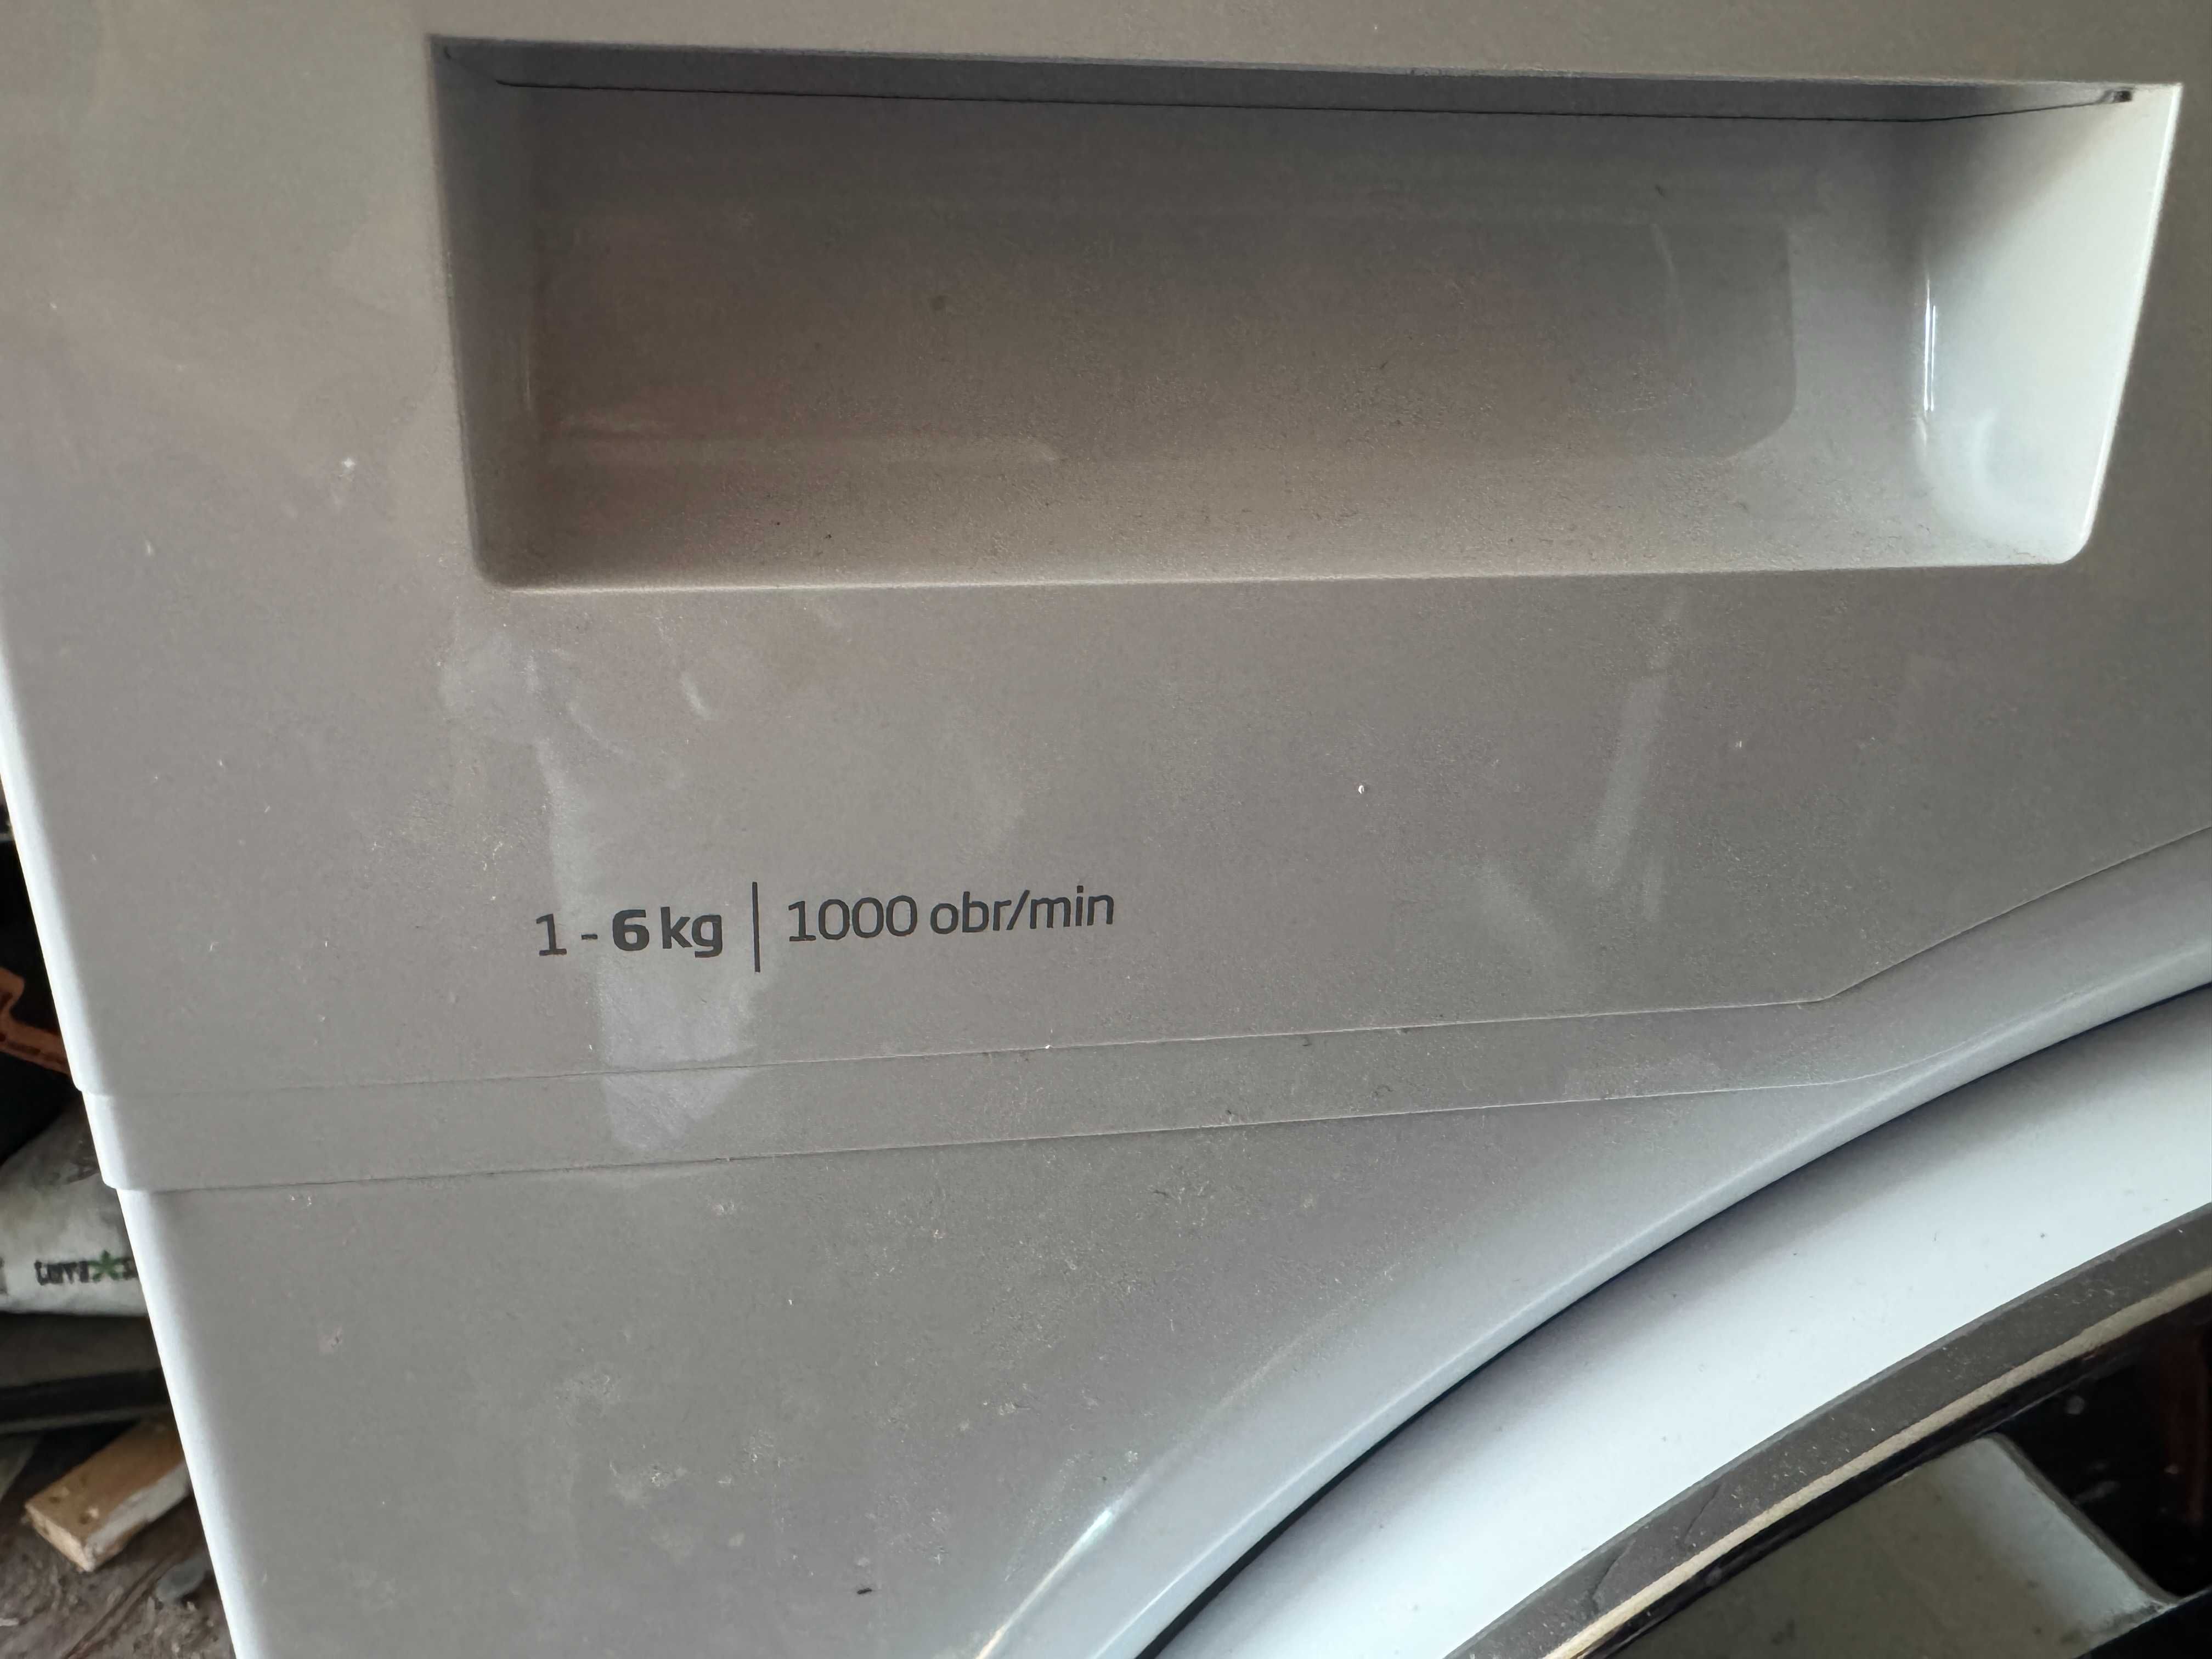 1 - 6 kg | 1000 obr/min